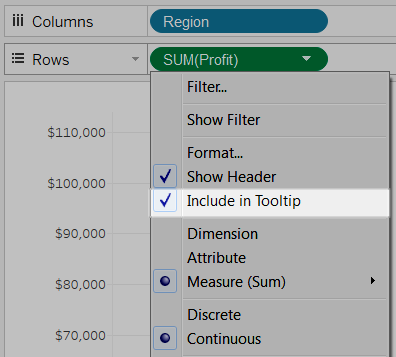 Columns
Region
Rows
SUM(Profit)
Filter...
Show Filter
Format...
Show Header
Include in Tooltip
Dimension
Attribute
Measure (Sum)
Discrete
Continuous
$110,000
$100,000
$90,000
$80,000
$70,000